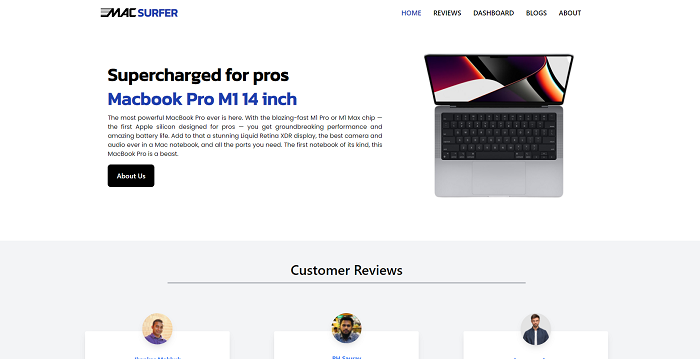 MAC SURFER
HOME REVIEWS DASHBOARD BLOGS ABOUT
Supercharged for pros
Macbook Pro M1 14 inch
The most powerful MacBook Pro ever is here. With the blazing-fast M1 Pro or M1 Max chip —
the first Apple silicon designed for pros — you get groundbreaking performance and
amazing battery life. Add to that a stunning Liquid Retina XDR display, the best camera and
audio ever in a Mac notebook, and all the ports you need. The first notebook of its kind, this
MacBook Pro is a beast.
About Us
Customer Reviews